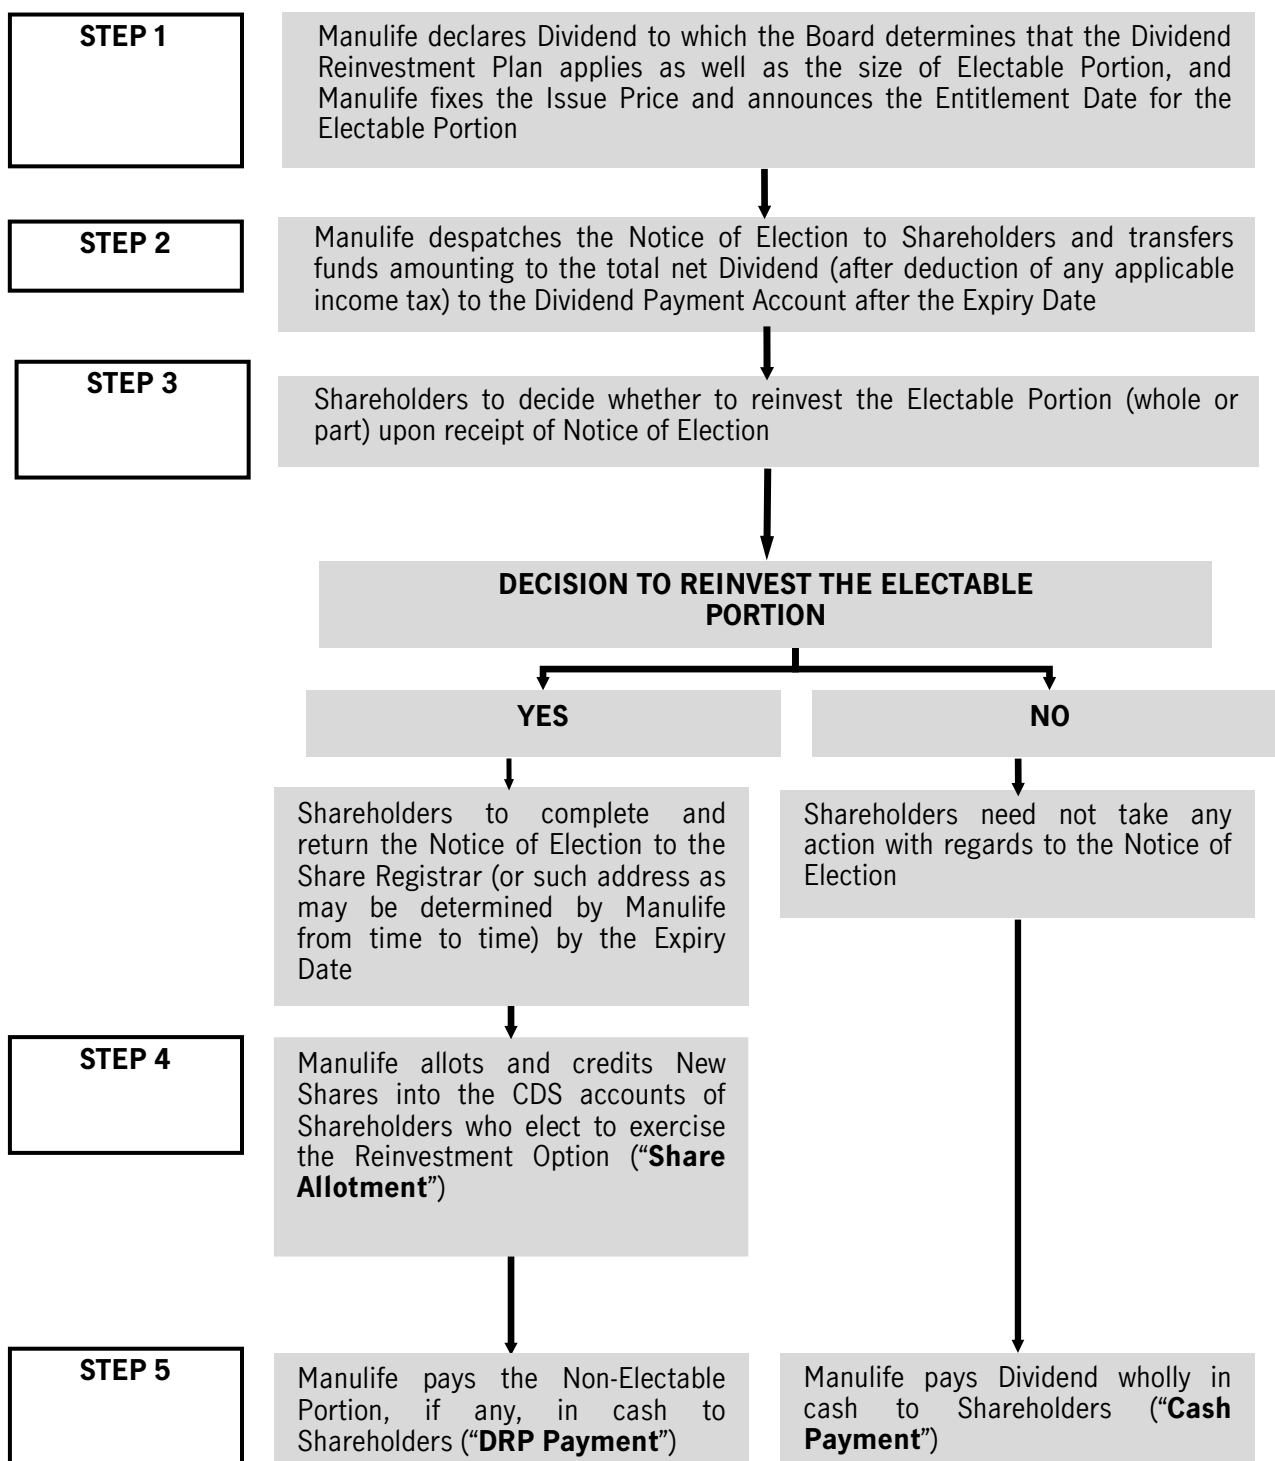 STEP 1
Manulife declares Dividend to which the Board determines that the Dividend
Reinvestment Plan applies as well as the size of Electable Portion, and
Manulife fixes the Issue Price and announces the Entitlement Date for the
Electable Portion
STEP 2
Manulife despatches the Notice of Election to Shareholders and transfers
funds amounting to the total net Dividend (after deduction of any applicable
income tax) to the Dividend Payment Account after the Expiry Date
STEP 3
Shareholders to decide whether to reinvest the Electable Portion (whole or
part) upon receipt of Notice of Election
DECISION TO REINVEST THE ELECTABLE
PORTION
YES
NO
Shareholders to complete and
return the Notice of Election to the
Share Registrar (or such address as
may be determined by Manulife
from time to time) by the Expiry
Date
Shareholders need not take any
action with regards to the Notice of
Election
STEP 4
Manulife allots and credits New
Shares into the CDS accounts of
Shareholders who elect to exercise
the Reinvestment Option (“Share
Allotment”)
STEP 5
Manulife pays the Non-Electable
Portion, if any, in cash to
Shareholders (“DRP Payment”)
Manulife pays Dividend wholly in
cash to Shareholders (“Cash
Payment”)